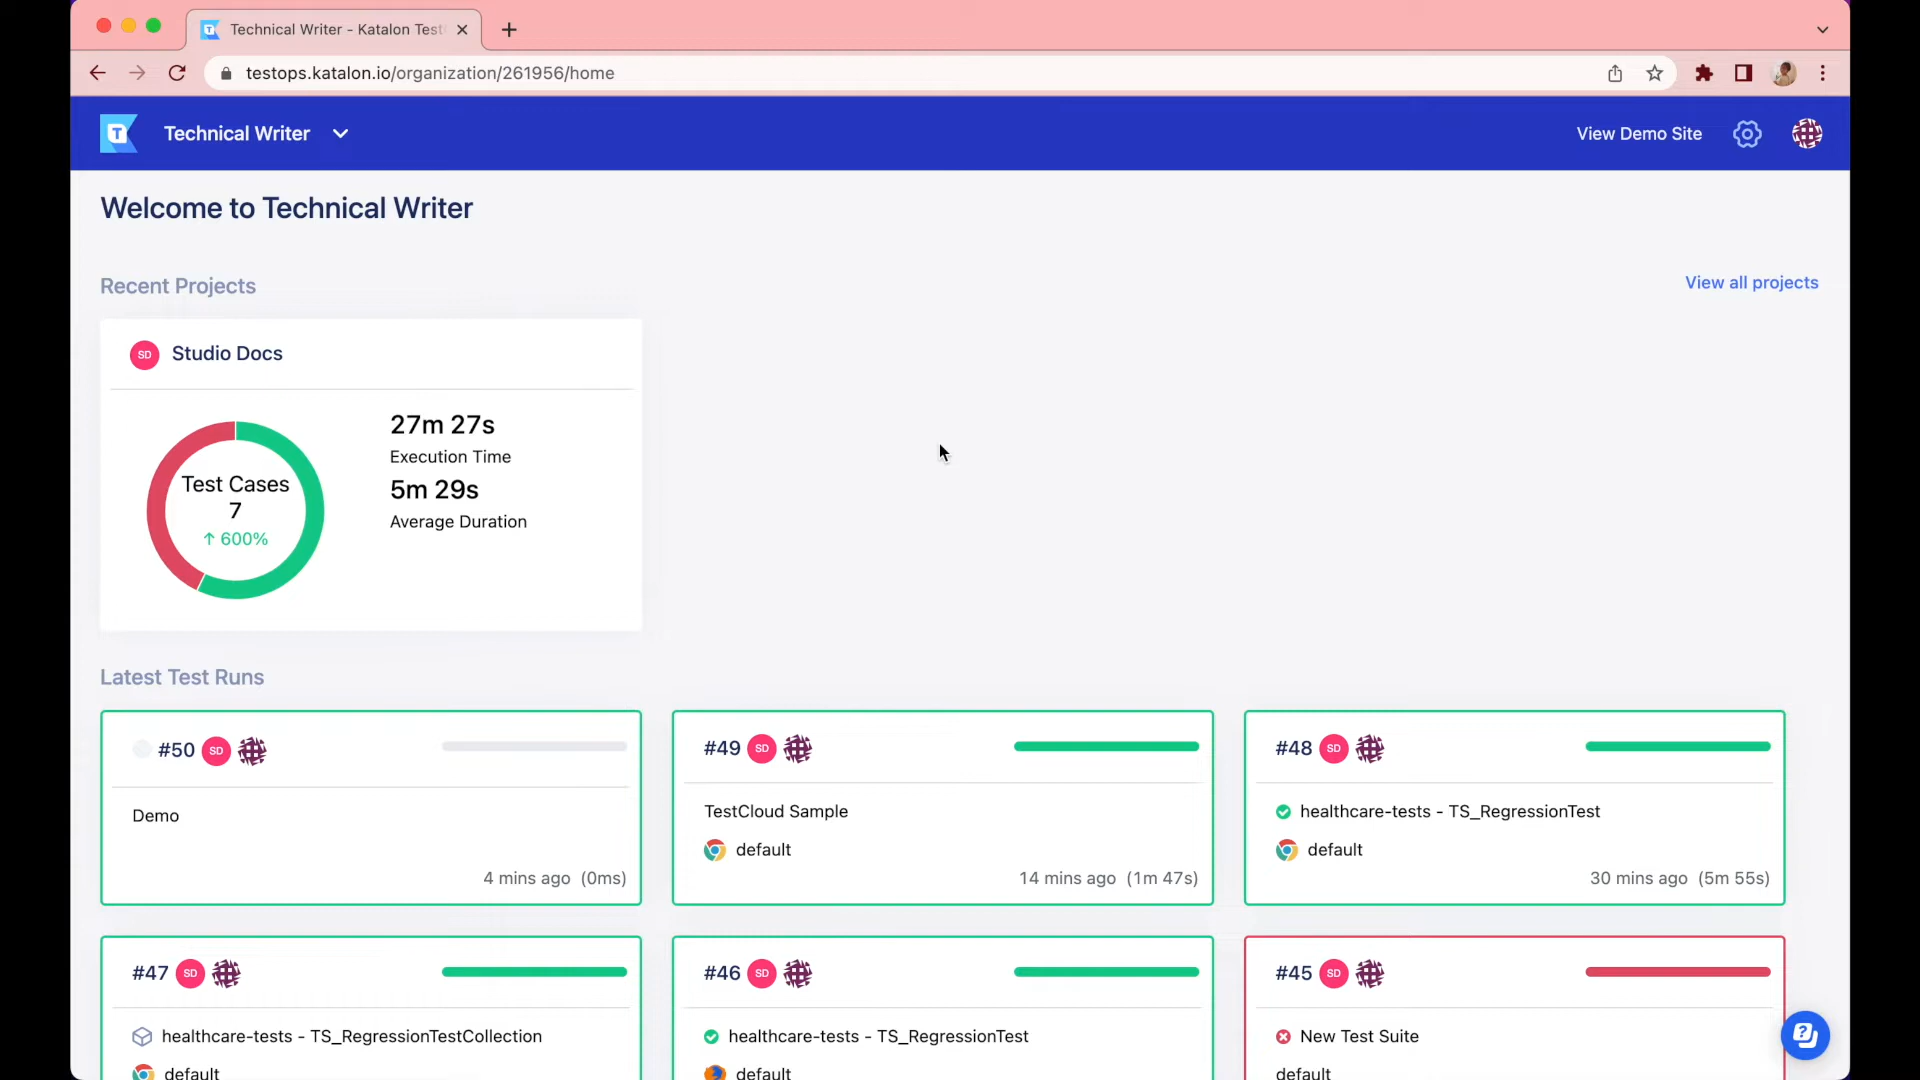 Technical Writer - Katalon Test
testops.katalon.io/organization/261956/home
T
Technical Writer
View Demo Site
Welcome to Technical Writer
Recent Projects
View all projects
SD Studio Docs
Test Cases
7
↑ 600%
27m 27s
Execution Time
5m 29s
Average Duration
Latest Test Runs
#50 SD
Demo
4 mins ago (0ms)
#49 SD
TestCloud Sample
default
14 mins ago (1m 47s)
#48 SD
healthcare-tests - TS_RegressionTest
default
30 mins ago (5m 55s)
#47 SD
healthcare-tests - TS_RegressionTestCollection
default
#46 SD
healthcare-tests - TS_RegressionTest
default
#45 SD
New Test Suite
default
?